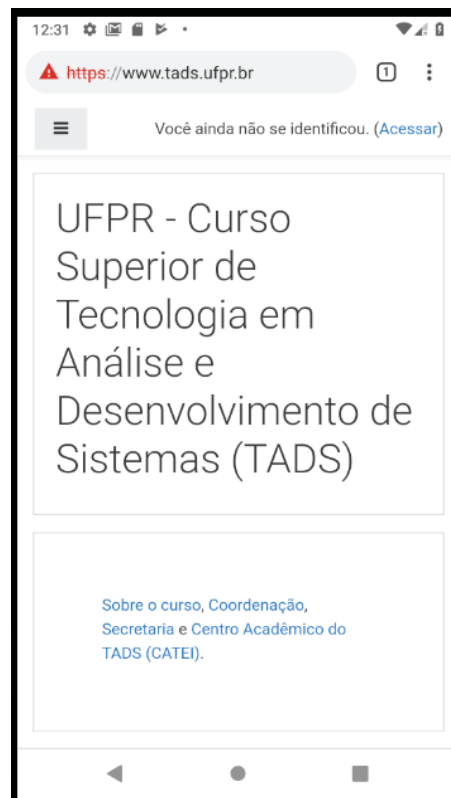 12:31
https://www.tads.ufpr.br
1
Você ainda não se identificou. (Acessar)
UFPR - Curso
Superior de
Tecnologia em
Análise e
Desenvolvimento de
Sistemas (TADS)
Sobre o curso, Coordenação,
Secretaria e Centro Acadêmico do
TADS (CATEI).